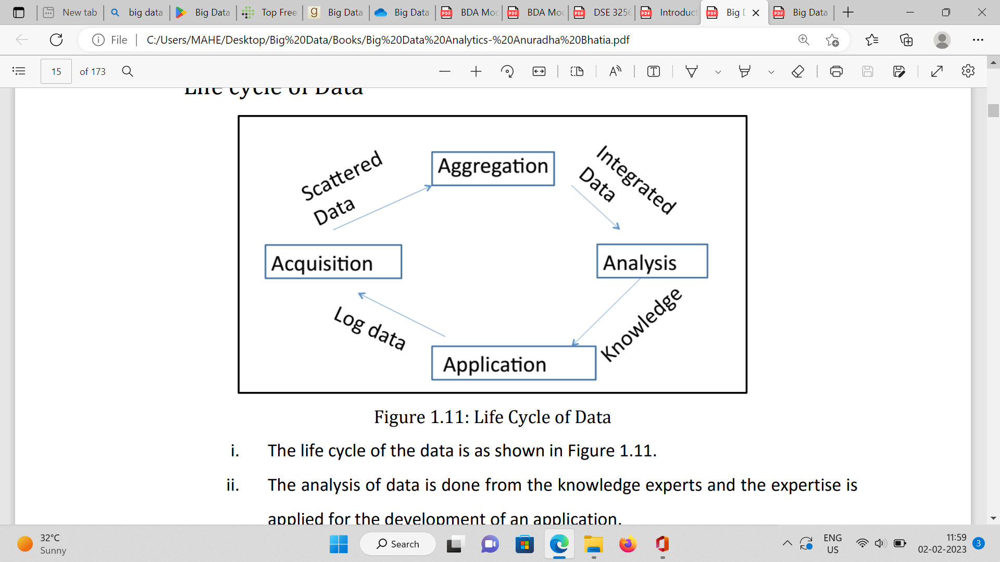 New tab
big data
Big Data
Top Free
Big Data
Big Data
BDA Moc
BDA Moc
DSE 3256
Introduct
Big D
Big Data
File
C:/Users/MAHE/Desktop/Big%20Data/Books/Big%20Data%20Analytics-%20Anuradha%20Bhatia.pdf
15 of 173
Life cycle of Data
Scattered
Data
Aggregation
Integrated
Data
Acquisition
Analysis
Log data
Knowledge
Application
Figure 1.11: Life Cycle of Data
i. The life cycle of the data is as shown in Figure 1.11.
ii. The analysis of data is done from the knowledge experts and the expertise is
applied for the development of an application.
32°C
Sunny
Search
ENG
US
11:59
02-02-2023
3